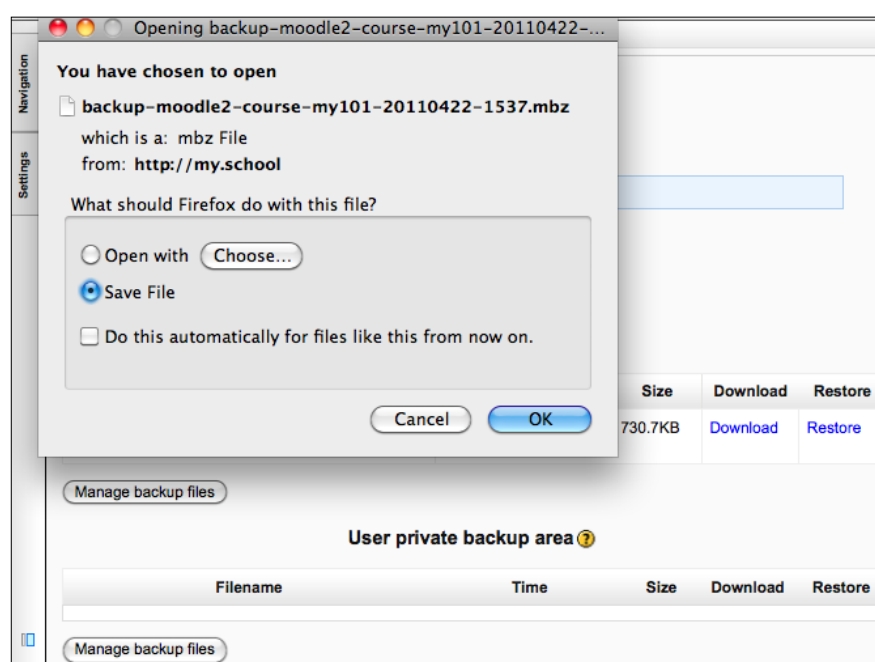 Opening backup-moodle2-course-my101-20110422-...
You have chosen to open
backup-moodle2-course-my101-20110422-1537.mbz
which is a: mbz File
from: http://my.school
What should Firefox do with this file?
Open with Choose...
Save File
Do this automatically for files like this from now on.
Cancel OK
Navigation
Settings
Size Download Restore
730.7KB Download Restore
Manage backup files
User private backup area ?
Filename Time Size Download Restore
Manage backup files